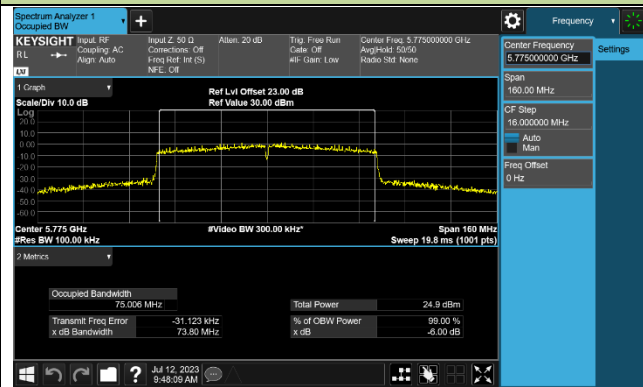 Spectrum Analyzer 1
Occupied BW
Frequency
KEYSIGHT
Input: RF
Coupling: AC
Align: Auto
Input Z: 50 Ω
Corrections: Off
Freq Ref: Int (S)
NFE: Off
Atten: 20 dB
Trig: Free Run
Gate: Off
#IF Gain: Low
Center Freq: 5.775000000 GHz
Avg|Hold: 50/50
Radio Std: None
R L
LXI
Center Frequency
5.775000000 GHz
Settings
Span
160.00 MHz
CF Step
16.000000 MHz
Auto
Man
Freq Offset
0 Hz
1 Graph
Scale/Div 10.0 dB
Ref Lvl Offset 23.00 dB
Ref Value 30.00 dBm
Log
20.0
10.0
0.00
-10.0
-20.0
-30.0
-40.0
-50.0
-60.0
Center 5.775 GHz
#Res BW 100.00 kHz
#Video BW 300.00 kHz*
Span 160 MHz
Sweep 19.8 ms (1001 pts)
2 Metrics
Occupied Bandwidth
75.006 MHz
Total Power
24.9 dBm
Transmit Freq Error
-31.123 kHz
% of OBW Power
99.00 %
x dB Bandwidth
73.80 MHz
x dB
-6.00 dB
?
Jul 12, 2023
9:48:09 AM